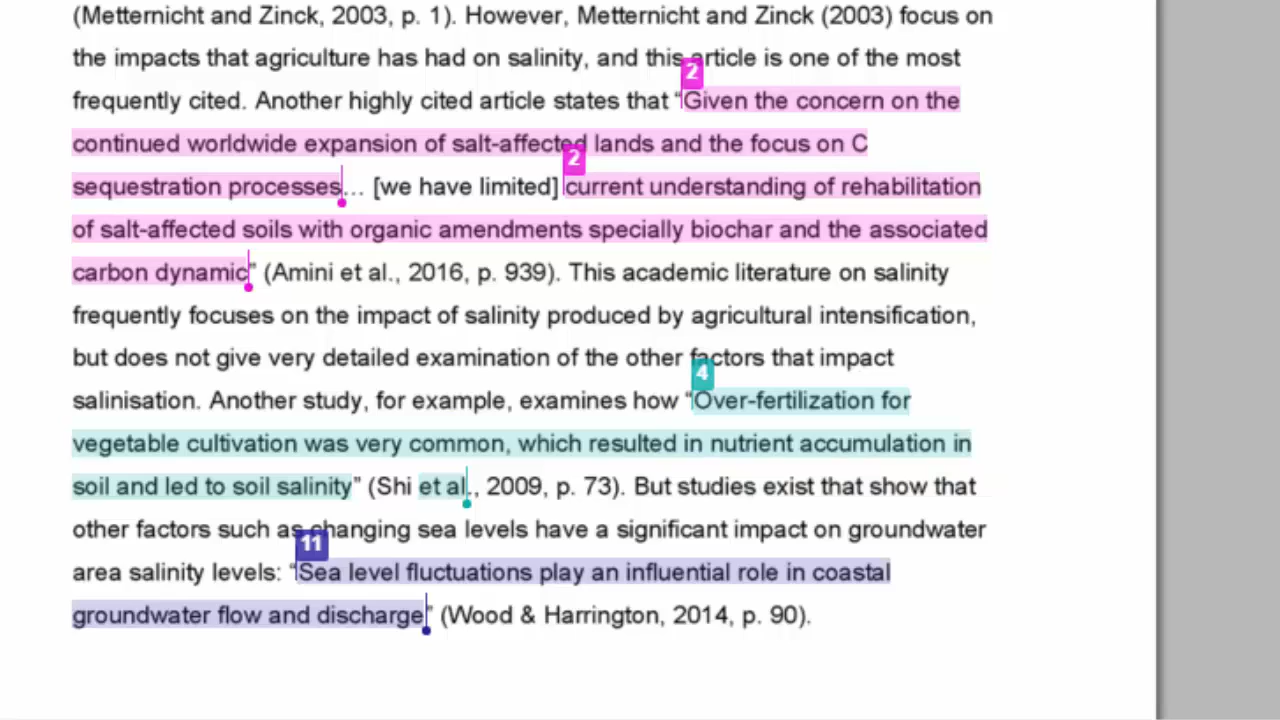 (Metternicht and Zinck, 2003, p. 1). However, Metternicht and Zinck (2003) focus on
the impacts that agriculture has had on salinity, and this article is one of the most
2
frequently cited. Another highly cited article states that “Given the concern on the
continued worldwide expansion of salt-affected lands and the focus on C
2
sequestration processes… [we have limited] current understanding of rehabilitation
of salt-affected soils with organic amendments specially biochar and the associated
carbon dynamic” (Amini et al., 2016, p. 939). This academic literature on salinity
frequently focuses on the impact of salinity produced by agricultural intensification,
but does not give very detailed examination of the other factors that impact
4
salinisation. Another study, for example, examines how “Over-fertilization for
vegetable cultivation was very common, which resulted in nutrient accumulation in
soil and led to soil salinity” (Shi et al., 2009, p. 73). But studies exist that show that
other factors such as changing sea levels have a significant impact on groundwater
11
area salinity levels: “Sea level fluctuations play an influential role in coastal
groundwater flow and discharge” (Wood & Harrington, 2014, p. 90).